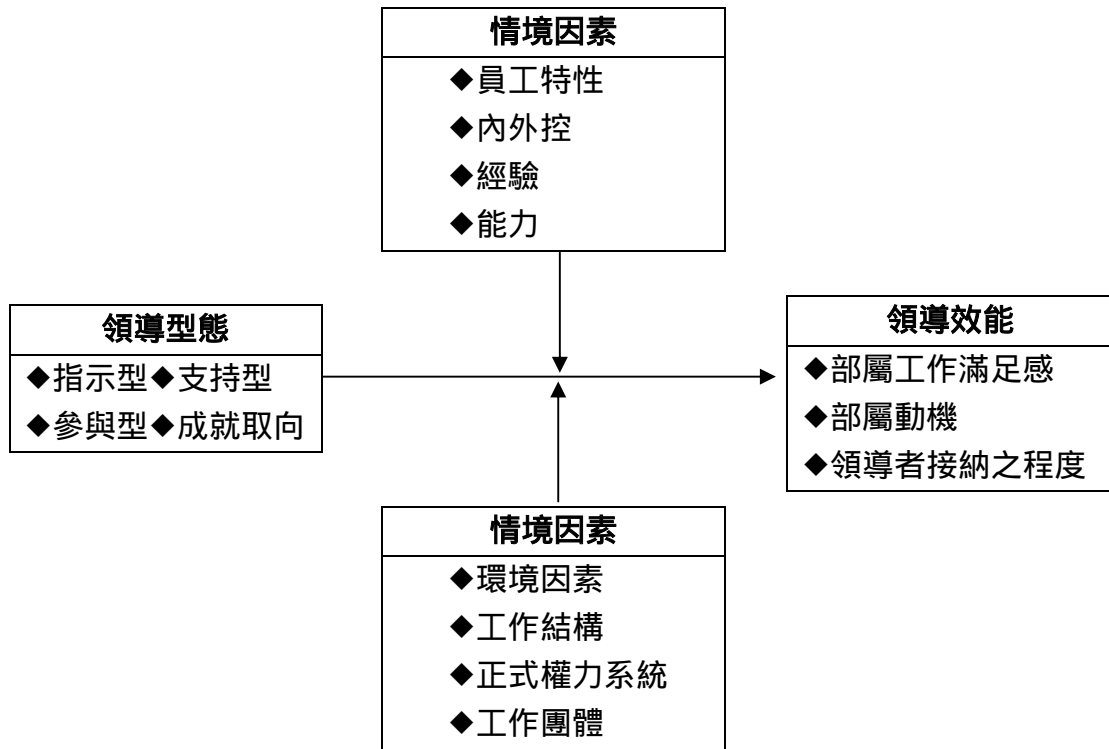 情境因素
◆員工特性
◆內外控
◆經驗
◆能力
領導型態
◆指示型◆支持型
◆參與型◆成就取向
領導效能
◆部屬工作滿足感
◆部屬動機
◆領導者接納之程度
情境因素
◆環境因素
◆工作結構
◆正式權力系統
◆工作團體